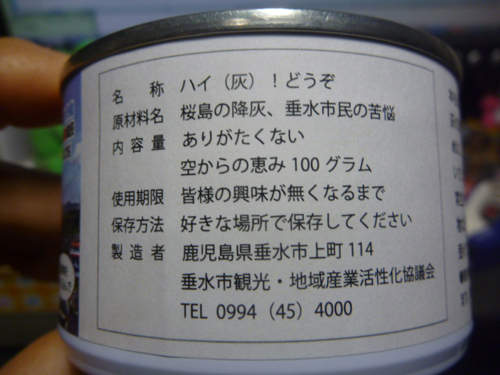 名称 ハイ（灰）！どうぞ
原材料名 桜島の降灰、垂水市民の苦悩
内容量 ありがたくない
空からの恵み 100 グラム
使用期限 皆様の興味が無くなるまで
保存方法 好きな場所で保存してください
製造者 鹿児島県垂水市上町 114
垂水市観光・地域産業活性化協議会
TEL 0994（45）4000